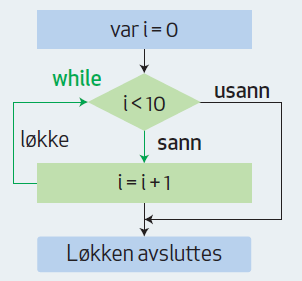 var i = 0
while
i < 10
usann
løkke
sann
i = i + 1
Løkken avsluttes